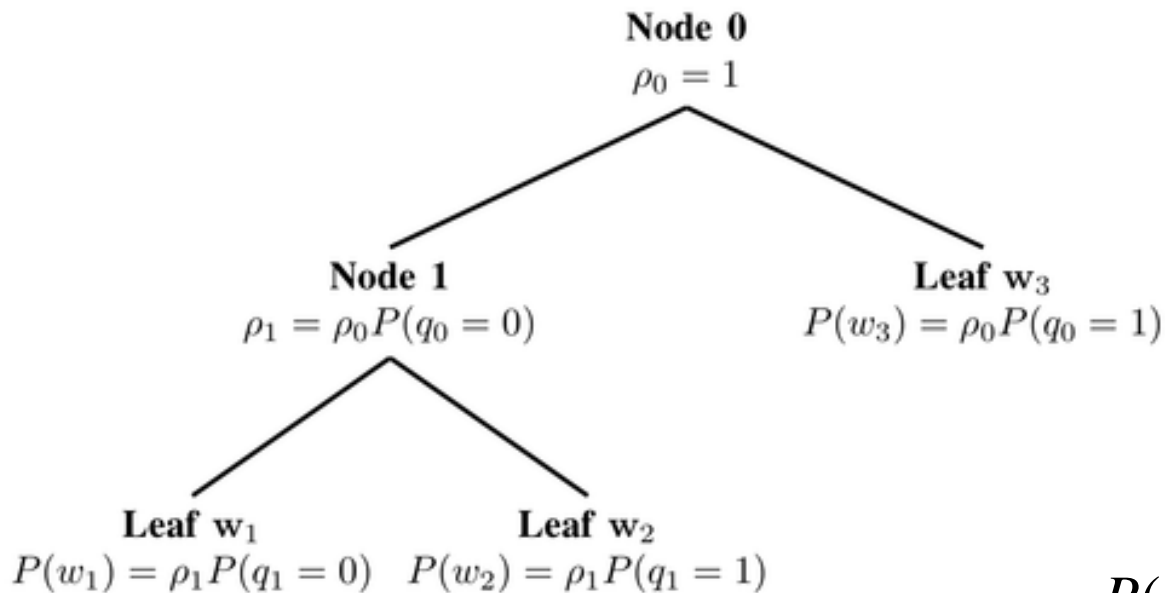 Node 0
ρ₀ = 1
Node 1
Leaf w₃
ρ₁ = ρ₀P(q₀ = 0)
P(w₃) = ρ₀P(q₀ = 1)
Leaf w₁
Leaf w₂
P(w₁) = ρ₁P(q₁ = 0)
P(w₂) = ρ₁P(q₁ = 1)